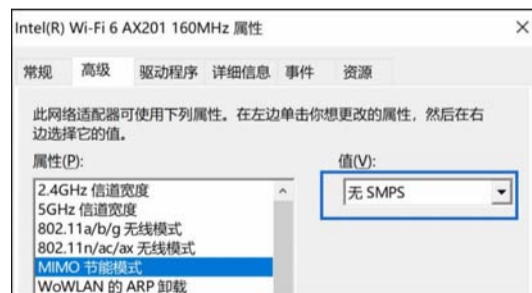 Intel(R) Wi-Fi 6 AX201 160MHz 属性
常规 高级 驱动程序 详细信息 事件 资源
此网络适配器可使用下列属性。在左边单击你想更改的属性，然后在右
边选择它的值。
属性(P): 值(V):
2.4GHz 信道宽度 无 SMPS
5GHz 信道宽度
802.11a/b/g 无线模式
802.11n/ac/ax 无线模式
MIMO 节能模式
WoWLAN 的 ARP 卸载